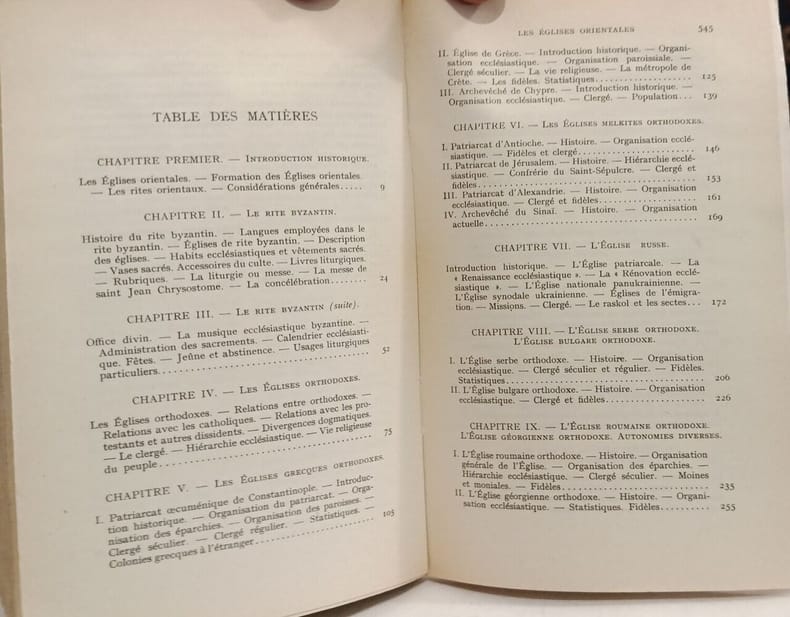 TABLE DES MATIÈRES
CHAPITRE PREMIER. — INTRODUCTION HISTORIQUE.
Les Églises orientales. — Formation des Églises orientales.
— Les rites orientaux. — Considérations générales..... 9
CHAPITRE II. — LE RITE BYZANTIN.
Histoire du rite byzantin. — Langues employées dans le
rite byzantin. — Églises de rite byzantin. — Description
des églises. — Habits ecclésiastiques et vêtements sacrés.
— Vases sacrés. Accessoires du culte. — Livres liturgiques.
— Rubriques. — La liturgie ou messe. — La messe de
saint Jean Chrysostome. — La concélébration........ 24
CHAPITRE III. — LE RITE BYZANTIN (suite).
Office divin. — La musique ecclésiastique byzantine. —
Administration des sacrements. — Calendrier ecclésiasti-
que. Fêtes. — Jeûne et abstinence. — Usages liturgiques
particuliers........................................ 52
CHAPITRE IV. — LES ÉGLISES ORTHODOXES.
Les Églises orthodoxes. — Relations entre orthodoxes. —
Relations avec les catholiques. — Relations avec les pro-
testants et autres dissidents. — Divergences dogmatiques.
— Le clergé. — Hiérarchie ecclésiastique. — Vie religieuse
du peuple........................................ 75
CHAPITRE V. — LES ÉGLISES GRECQUES ORTHODOXES.
I. Patriarcat œcuménique de Constantinople. — Introduc-
tion historique. — Organisation du patriarcat. — Orga-
nisation des éparchies. — Organisation des paroisses. —
Clergé séculier. — Clergé régulier. — Statistiques. —
Colonies grecques à l'étranger........................ 105
LES ÉGLISES ORIENTALES 545
II. Église de Grèce. — Introduction historique. — Organi-
sation ecclésiastique. — Organisation paroissiale. —
Clergé séculier. — La vie religieuse. — La métropole de
Crète. — Les fidèles. Statistiques.................... 125
III. Archevêché de Chypre. — Introduction historique. —
Organisation ecclésiastique. — Clergé. — Population... 139
CHAPITRE VI. — LES ÉGLISES MELKITES ORTHODOXES.
I. Patriarcat d'Antioche. — Histoire. — Organisation ecclé-
siastique. — Fidèles et clergé........................ 146
II. Patriarcat de Jérusalem. — Histoire. — Hiérarchie ecclé-
siastique. — Confrérie du Saint-Sépulcre. — Clergé et
fidèles............................................ 153
III. Patriarcat d'Alexandrie. — Histoire. — Organisation
ecclésiastique. — Clergé et fidèles.................... 161
IV. Archevêché du Sinaï. — Histoire. — Organisation
actuelle........................................... 169
CHAPITRE VII. — L'ÉGLISE RUSSE.
Introduction historique. — L'Église patriarcale. — La
« Renaissance ecclésiastique ». — La « Rénovation ecclé-
siastique ». — L'Église nationale panukrainienne. —
L'Église synodale ukrainienne. — Églises de l'émigra-
tion. — Missions. — Clergé. — Le raskol et les sectes... 172
CHAPITRE VIII. — L'ÉGLISE SERBE ORTHODOXE.
L'ÉGLISE BULGARE ORTHODOXE.
I. L'Église serbe orthodoxe. — Histoire. — Organisation
ecclésiastique. — Clergé séculier et régulier. — Fidèles.
Statistiques........................................ 206
II. L'Église bulgare orthodoxe. — Histoire. — Organisation
ecclésiastique. — Clergé et fidèles.................... 226
CHAPITRE IX. — L'ÉGLISE ROUMAINE ORTHODOXE.
L'ÉGLISE GÉORGIENNE ORTHODOXE. AUTONOMIES DIVERSES.
I. L'Église roumaine orthodoxe. — Histoire. — Organisation
générale de l'Église. — Organisation des éparchies. —
Hiérarchie ecclésiastique. — Clergé séculier. — Moines
et moniales. — Fidèles............................ 235
II. L'Église géorgienne orthodoxe. — Histoire. — Organi-
sation ecclésiastique. — Statistiques. Fidèles.......... 255